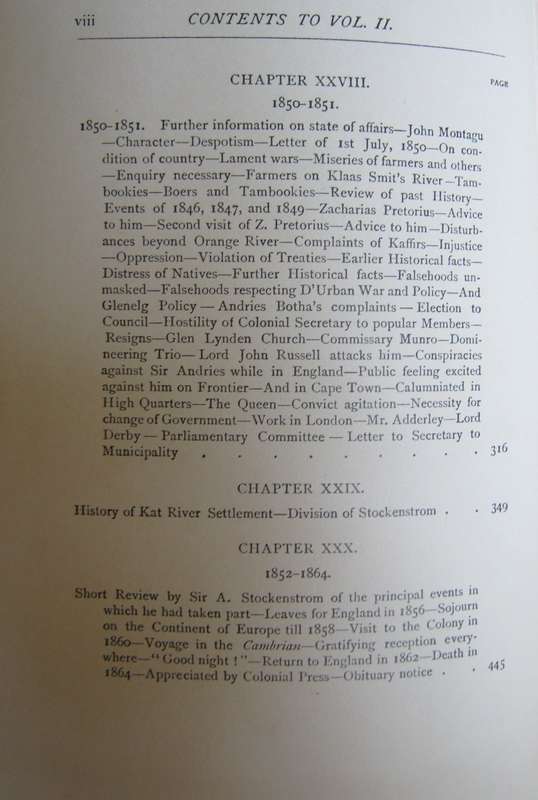 viii CONTENTS TO VOL. II.
CHAPTER XXVIII. PAGE
1850-1851.
1850-1851. Further information on state of affairs—John Montagu
—Character—Despotism—Letter of 1st July, 1850—On con-
dition of country—Lament wars—Miseries of farmers and others
—Enquiry necessary—Farmers on Klaas Smit's River—Tam-
bookies—Boers and Tambookies—Review of past History—
Events of 1846, 1847, and 1849—Zacharias Pretorius—Advice
to him—Second visit of Z. Pretorius—Advice to him—Disturb-
ances beyond Orange River—Complaints of Kaffirs—Injustice
—Oppression—Violation of Treaties—Earlier Historical facts—
Distress of Natives—Further Historical facts—Falsehoods un-
masked—Falsehoods respecting D'Urban War and Policy—And
Glenelg Policy — Andries Botha's complaints — Election to
Council—Hostility of Colonial Secretary to popular Members—
Resigns—Glen Lynden Church—Commissary Munro—Domi-
neering Trio— Lord John Russell attacks him—Conspiracies
against Sir Andries while in England—Public feeling excited
against him on Frontier—And in Cape Town—Calumniated in
High Quarters—The Queen—Convict agitation—Necessity for
change of Government—Work in London—Mr. Adderley—Lord
Derby — Parliamentary Committee — Letter to Secretary to
Municipality . . . . . . . . 316
CHAPTER XXIX.
History of Kat River Settlement—Division of Stockenstrom . . 349
CHAPTER XXX.
1852-1864.
Short Review by Sir A. Stockenstrom of the principal events in
which he had taken part—Leaves for England in 1856—Sojourn
on the Continent of Europe till 1858—Visit to the Colony in
1860—Voyage in the Cambrian—Gratifying reception every-
where—"Good night!"—Return to England in 1862—Death in
1864—Appreciated by Colonial Press—Obituary notice . . 445